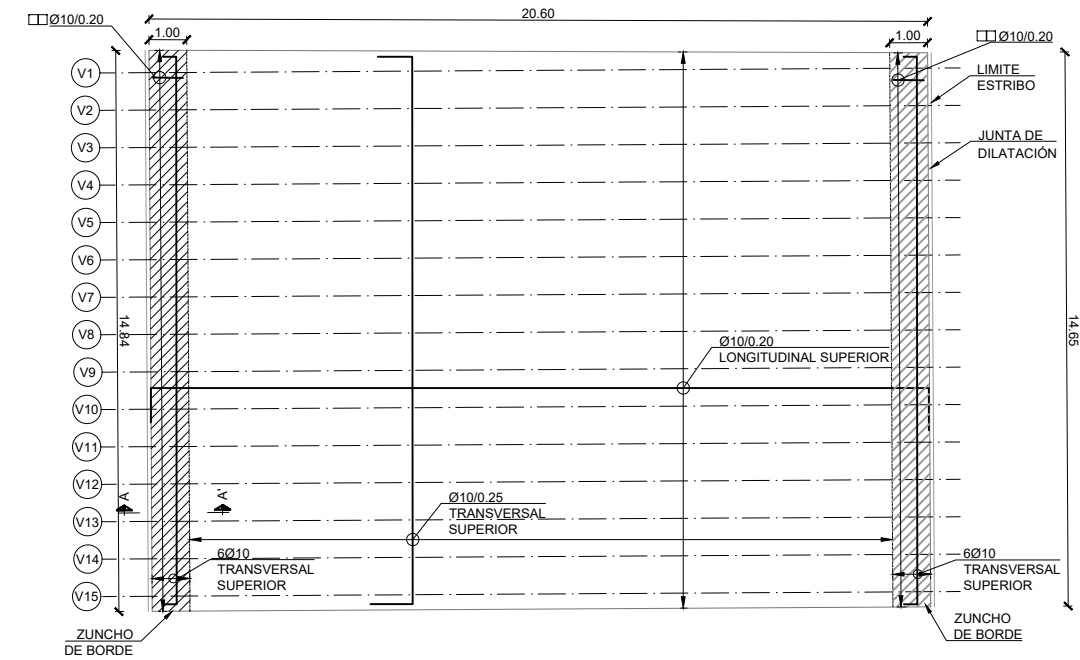 20.60
Ø10/0.20
1.00
1.00
Ø10/0.20
LIMITE
ESTRIBO
JUNTA DE
DILATACIÓN
V1
V2
V3
V4
V5
V6
V7
V8
V9
V10
V11
V12
V13
V14
V15
14.84
14.65
Ø10/0.20
LONGITUDINAL SUPERIOR
A
A'
Ø10/0.25
TRANSVERSAL
SUPERIOR
6Ø10
TRANSVERSAL
SUPERIOR
6Ø10
TRANSVERSAL
SUPERIOR
ZUNCHO
DE BORDE
ZUNCHO
DE BORDE